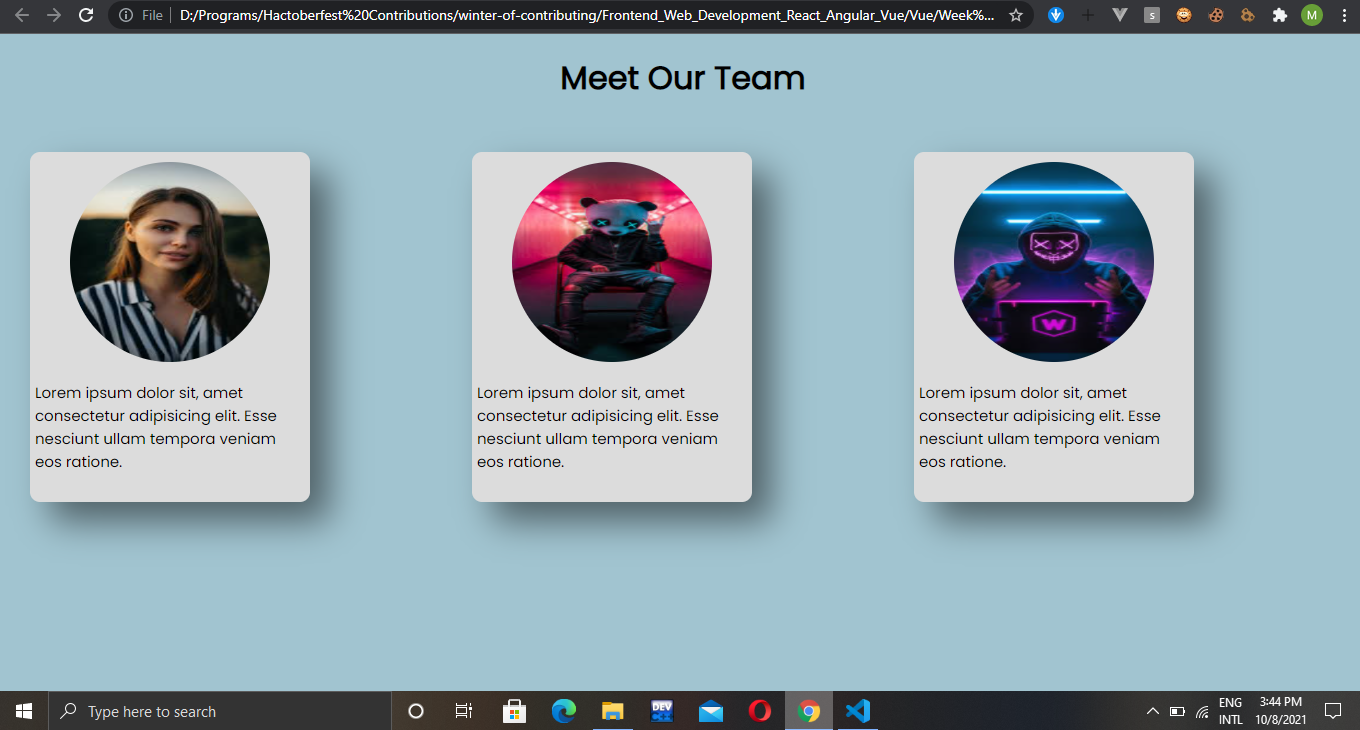 File
D:/Programs/Hactoberfest%20Contributions/winter-of-contributing/Frontend_Web_Development_React_Angular_Vue/Vue/Week%...
S
M
Meet Our Team
Lorem ipsum dolor sit, amet
consectetur adipisicing elit. Esse
nesciunt ullam tempora veniam
eos ratione.
Lorem ipsum dolor sit, amet
consectetur adipisicing elit. Esse
nesciunt ullam tempora veniam
eos ratione.
W
Lorem ipsum dolor sit, amet
consectetur adipisicing elit. Esse
nesciunt ullam tempora veniam
eos ratione.
Type here to search
DEV
ENG
INTL
3:44 PM
10/8/2021